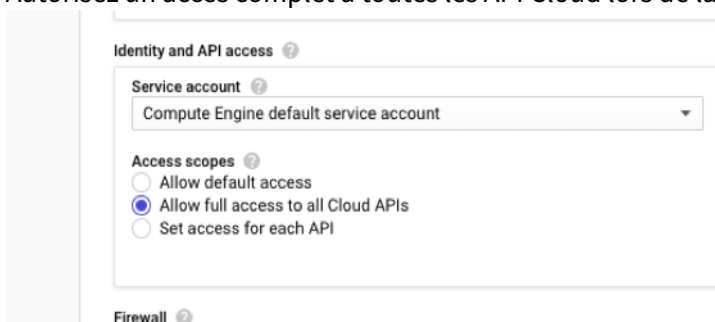 Autorisez un accès complet à toutes les API Cloud lors de la
Identity and API access
Service account
Compute Engine default service account
Access scopes
Allow default access
Allow full access to all Cloud APIs
Set access for each API
Firewall